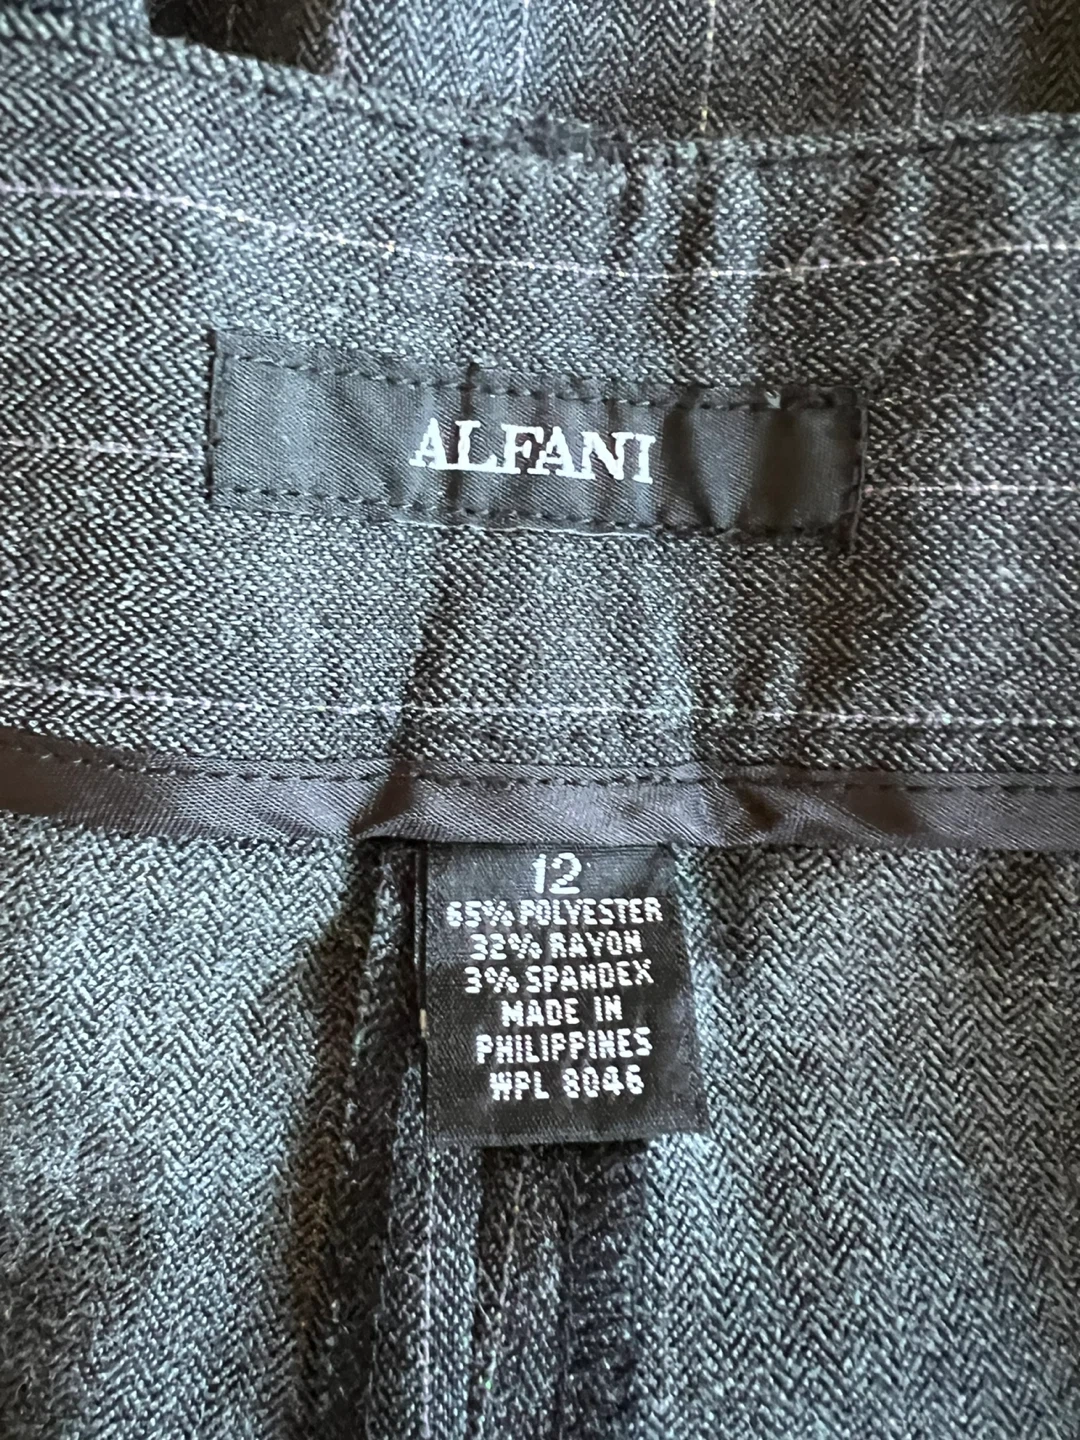 ALFANI
12
65% POLYESTER
32% RAYON
3% SPANDEX
MADE IN
PHILIPPINES
WPL 8046